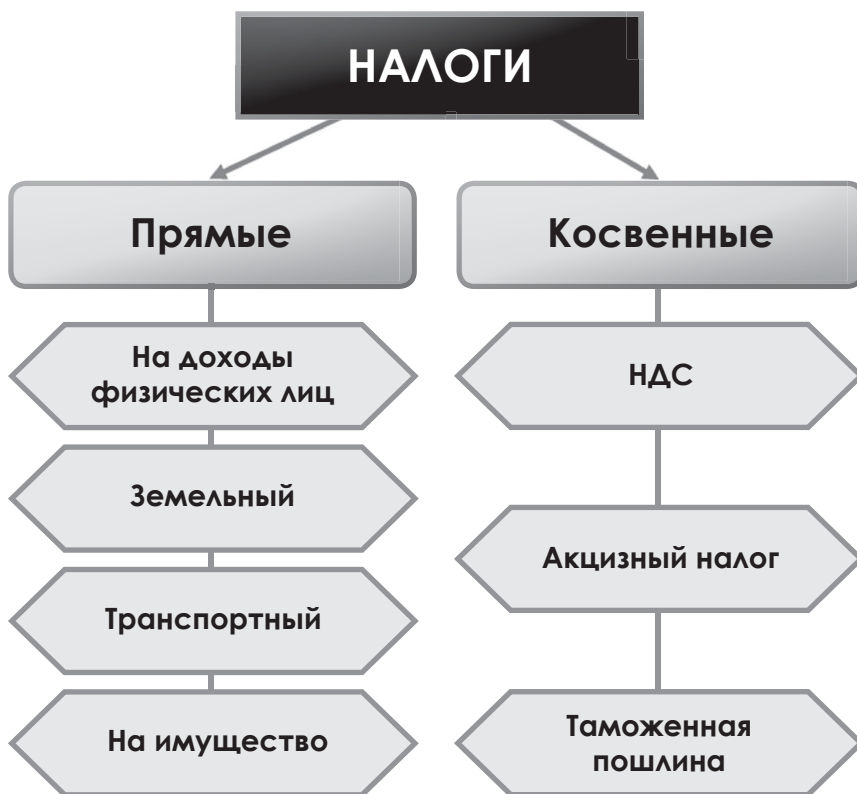 НАЛОГИ
Прямые
На доходы
физических лиц
Земельный
Транспортный
На имущество
Косвенные
НДС
Акцизный налог
Таможенная
пошлина